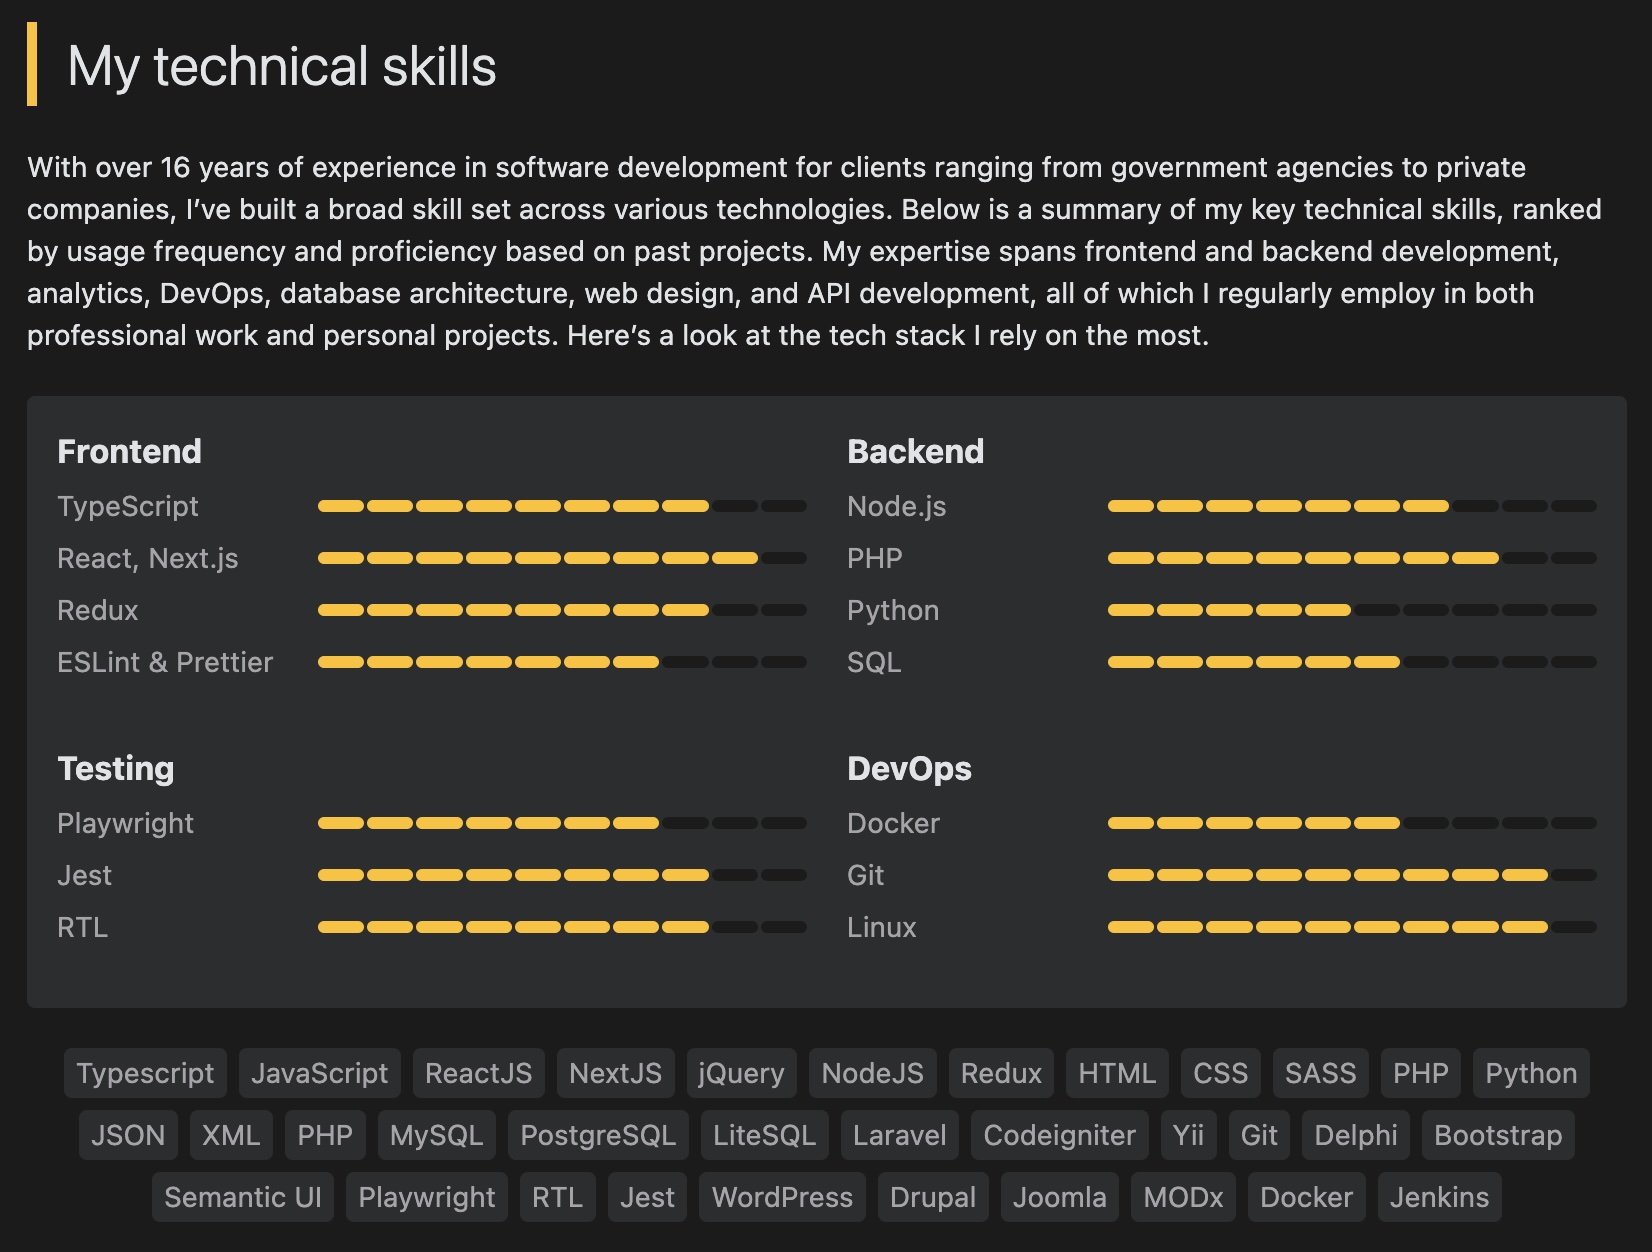 My technical skills
With over 16 years of experience in software development for clients ranging from government agencies to private
companies, I’ve built a broad skill set across various technologies. Below is a summary of my key technical skills, ranked
by usage frequency and proficiency based on past projects. My expertise spans frontend and backend development,
analytics, DevOps, database architecture, web design, and API development, all of which I regularly employ in both
professional work and personal projects. Here’s a look at the tech stack I rely on the most.
Frontend
TypeScript
React, Next.js
Redux
ESLint & Prettier
Backend
Node.js
PHP
Python
SQL
Testing
Playwright
Jest
RTL
DevOps
Docker
Git
Linux
Typescript JavaScript ReactJS NextJS jQuery NodeJS Redux HTML CSS SASS PHP Python
JSON XML PHP MySQL PostgreSQL LiteSQL Laravel Codeigniter Yii Git Delphi Bootstrap
Semantic UI Playwright RTL Jest WordPress Drupal Joomla MODx Docker Jenkins